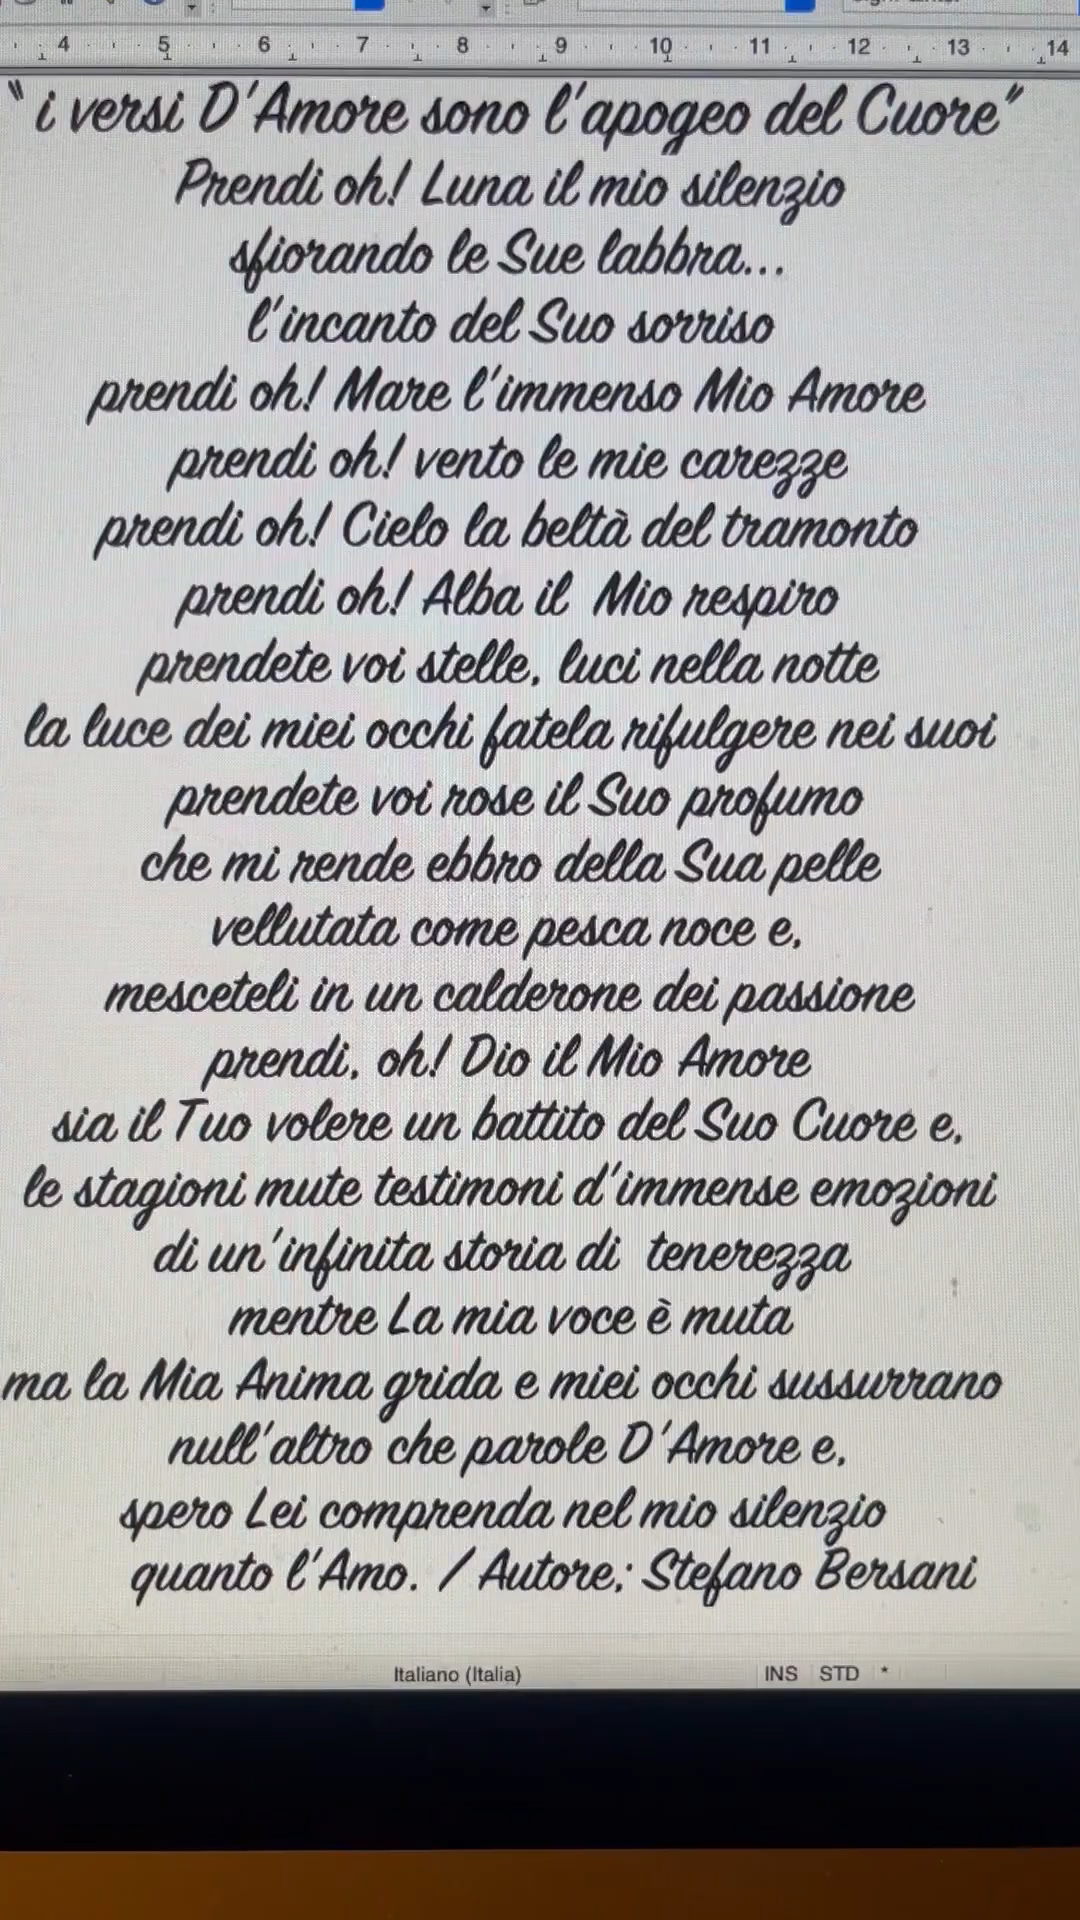 4 5 6 7 8 9 10 11 12 13 14
"i versi D'Amore sono l'apogeo del Cuore"
Prendi oh! Luna il mio silenzio
sfiorando le Sue labbra...
l'incanto del Suo sorriso
prendi oh! Mare l'immenso Mio Amore
prendi oh! vento le mie carezze
prendi oh! Cielo la beltà del tramonto
prendi oh! Alba il Mio respiro
prendete voi stelle, luci nella notte
la luce dei miei occhi fatela rifulgere nei suoi
prendete voi rose il Suo profumo
che mi rende ebbro della Sua pelle
vellutata come pesca noce e,
mesceteli in un calderone dei passione
prendi, oh! Dio il Mio Amore
sia il Tuo volere un battito del Suo Cuore e,
le stagioni mute testimoni d'immense emozioni
di un'infinita storia di tenerezza
mentre La mia voce è muta
ma la Mia Anima grida e miei occhi sussurrano
null'altro che parole D'Amore e,
spero Lei comprenda nel mio silenzio
quanto l'Amo. / Autore; Stefano Bersani
Italiano (Italia) INS STD *